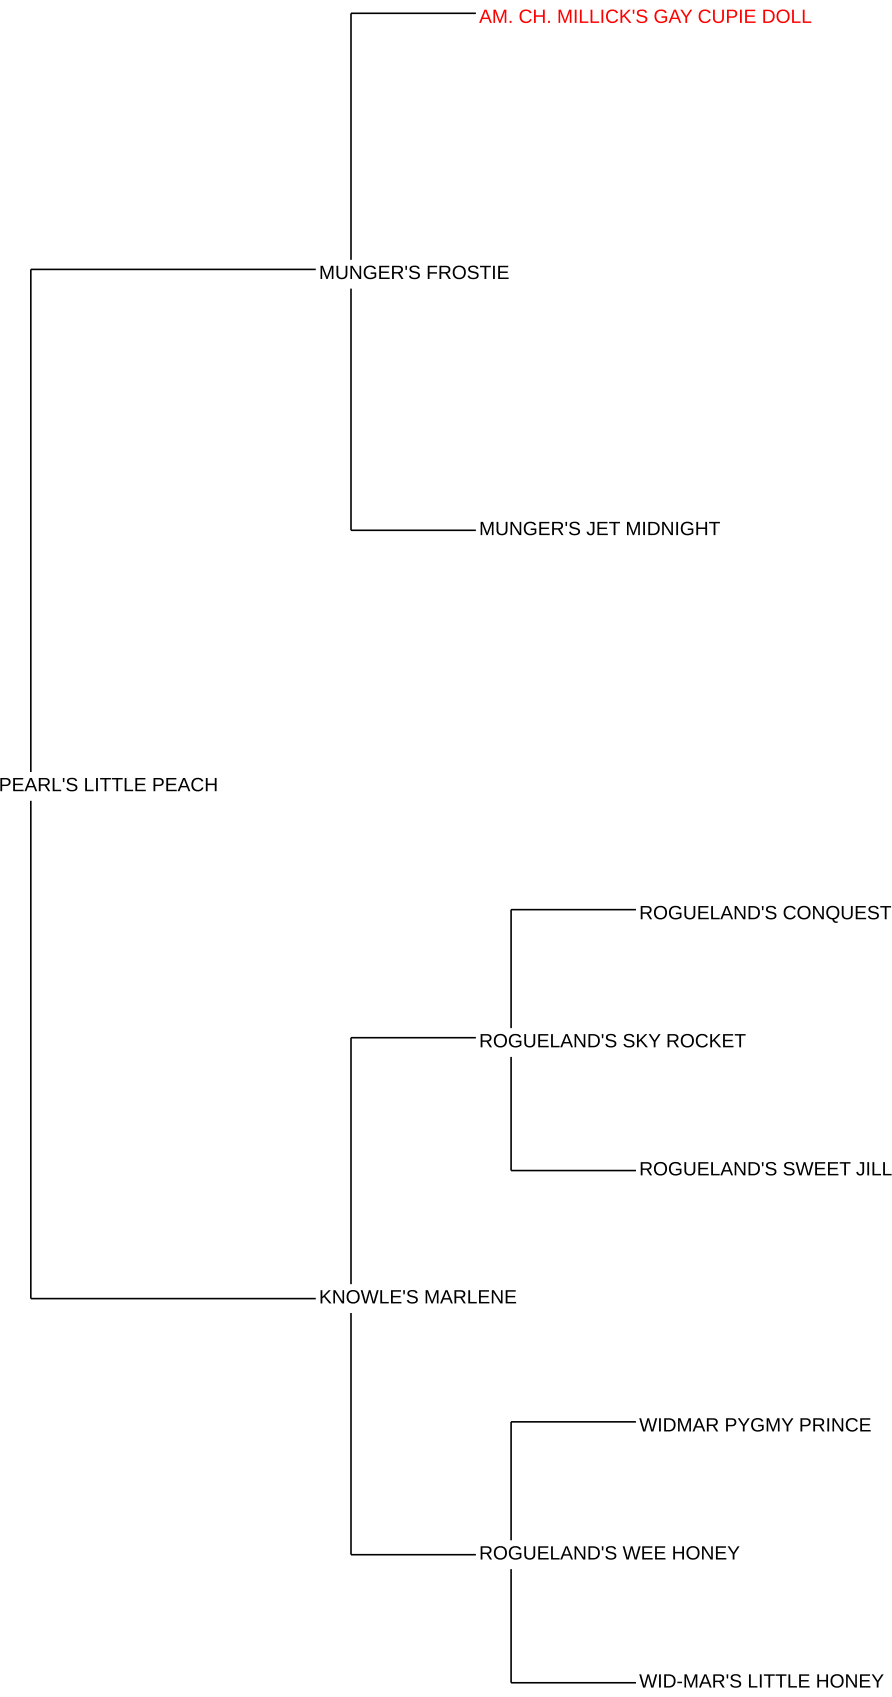 AM. CH. MILLICK'S GAY CUPIE DOLL
MUNGER'S FROSTIE
MUNGER'S JET MIDNIGHT
PEARL'S LITTLE PEACH
ROGUELAND'S CONQUEST
ROGUELAND'S SKY ROCKET
ROGUELAND'S SWEET JILL
KNOWLE'S MARLENE
WIDMAR PYGMY PRINCE
ROGUELAND'S WEE HONEY
WID-MAR'S LITTLE HONEY